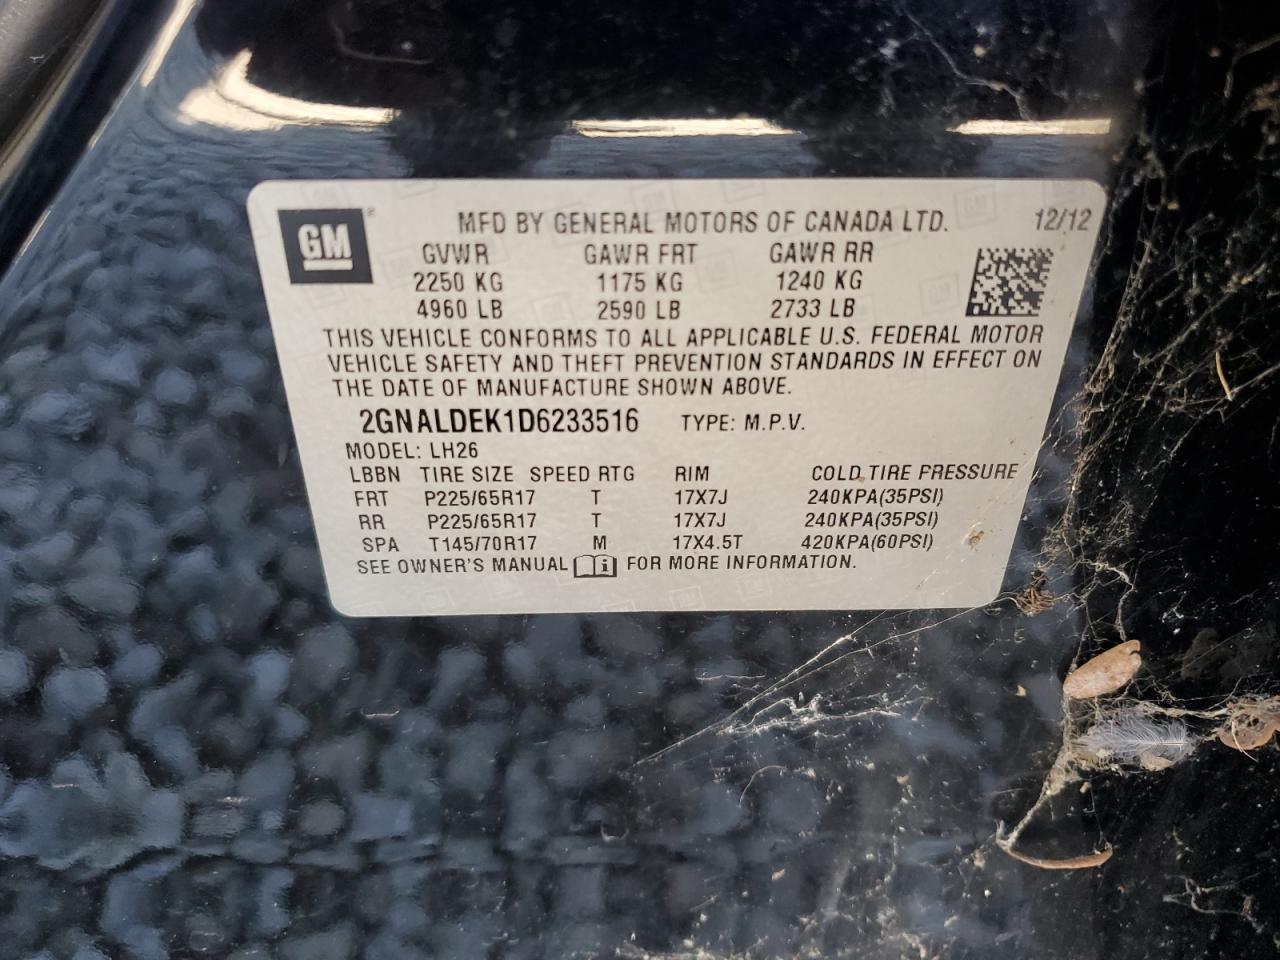 GM ® MFD BY GENERAL MOTORS OF CANADA LTD. 12/12
GVWR GAWR FRT GAWR RR
2250 KG 1175 KG 1240 KG
4960 LB 2590 LB 2733 LB
THIS VEHICLE CONFORMS TO ALL APPLICABLE U.S. FEDERAL MOTOR
VEHICLE SAFETY AND THEFT PREVENTION STANDARDS IN EFFECT ON
THE DATE OF MANUFACTURE SHOWN ABOVE.
2GNALDEK1D6233516 TYPE: M.P.V.
MODEL: LH26
LBBN TIRE SIZE SPEED RTG RIM COLD TIRE PRESSURE
FRT P225/65R17 T 17X7J 240KPA(35PSI)
RR P225/65R17 T 17X7J 240KPA(35PSI)
SPA T145/70R17 M 17X4.5T 420KPA(60PSI)
SEE OWNER'S MANUAL i FOR MORE INFORMATION.